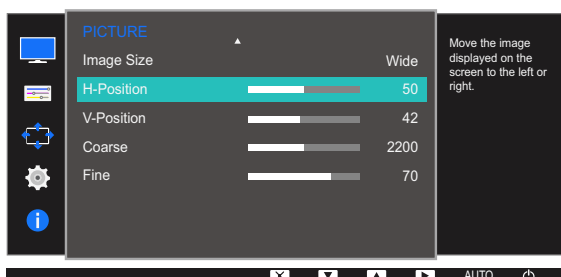 PICTURE
Image Size Wide
H-Position 50
V-Position 42
Coarse 2200
Fine 70
Move the image
displayed on the
screen to the left or
right.
AUTO